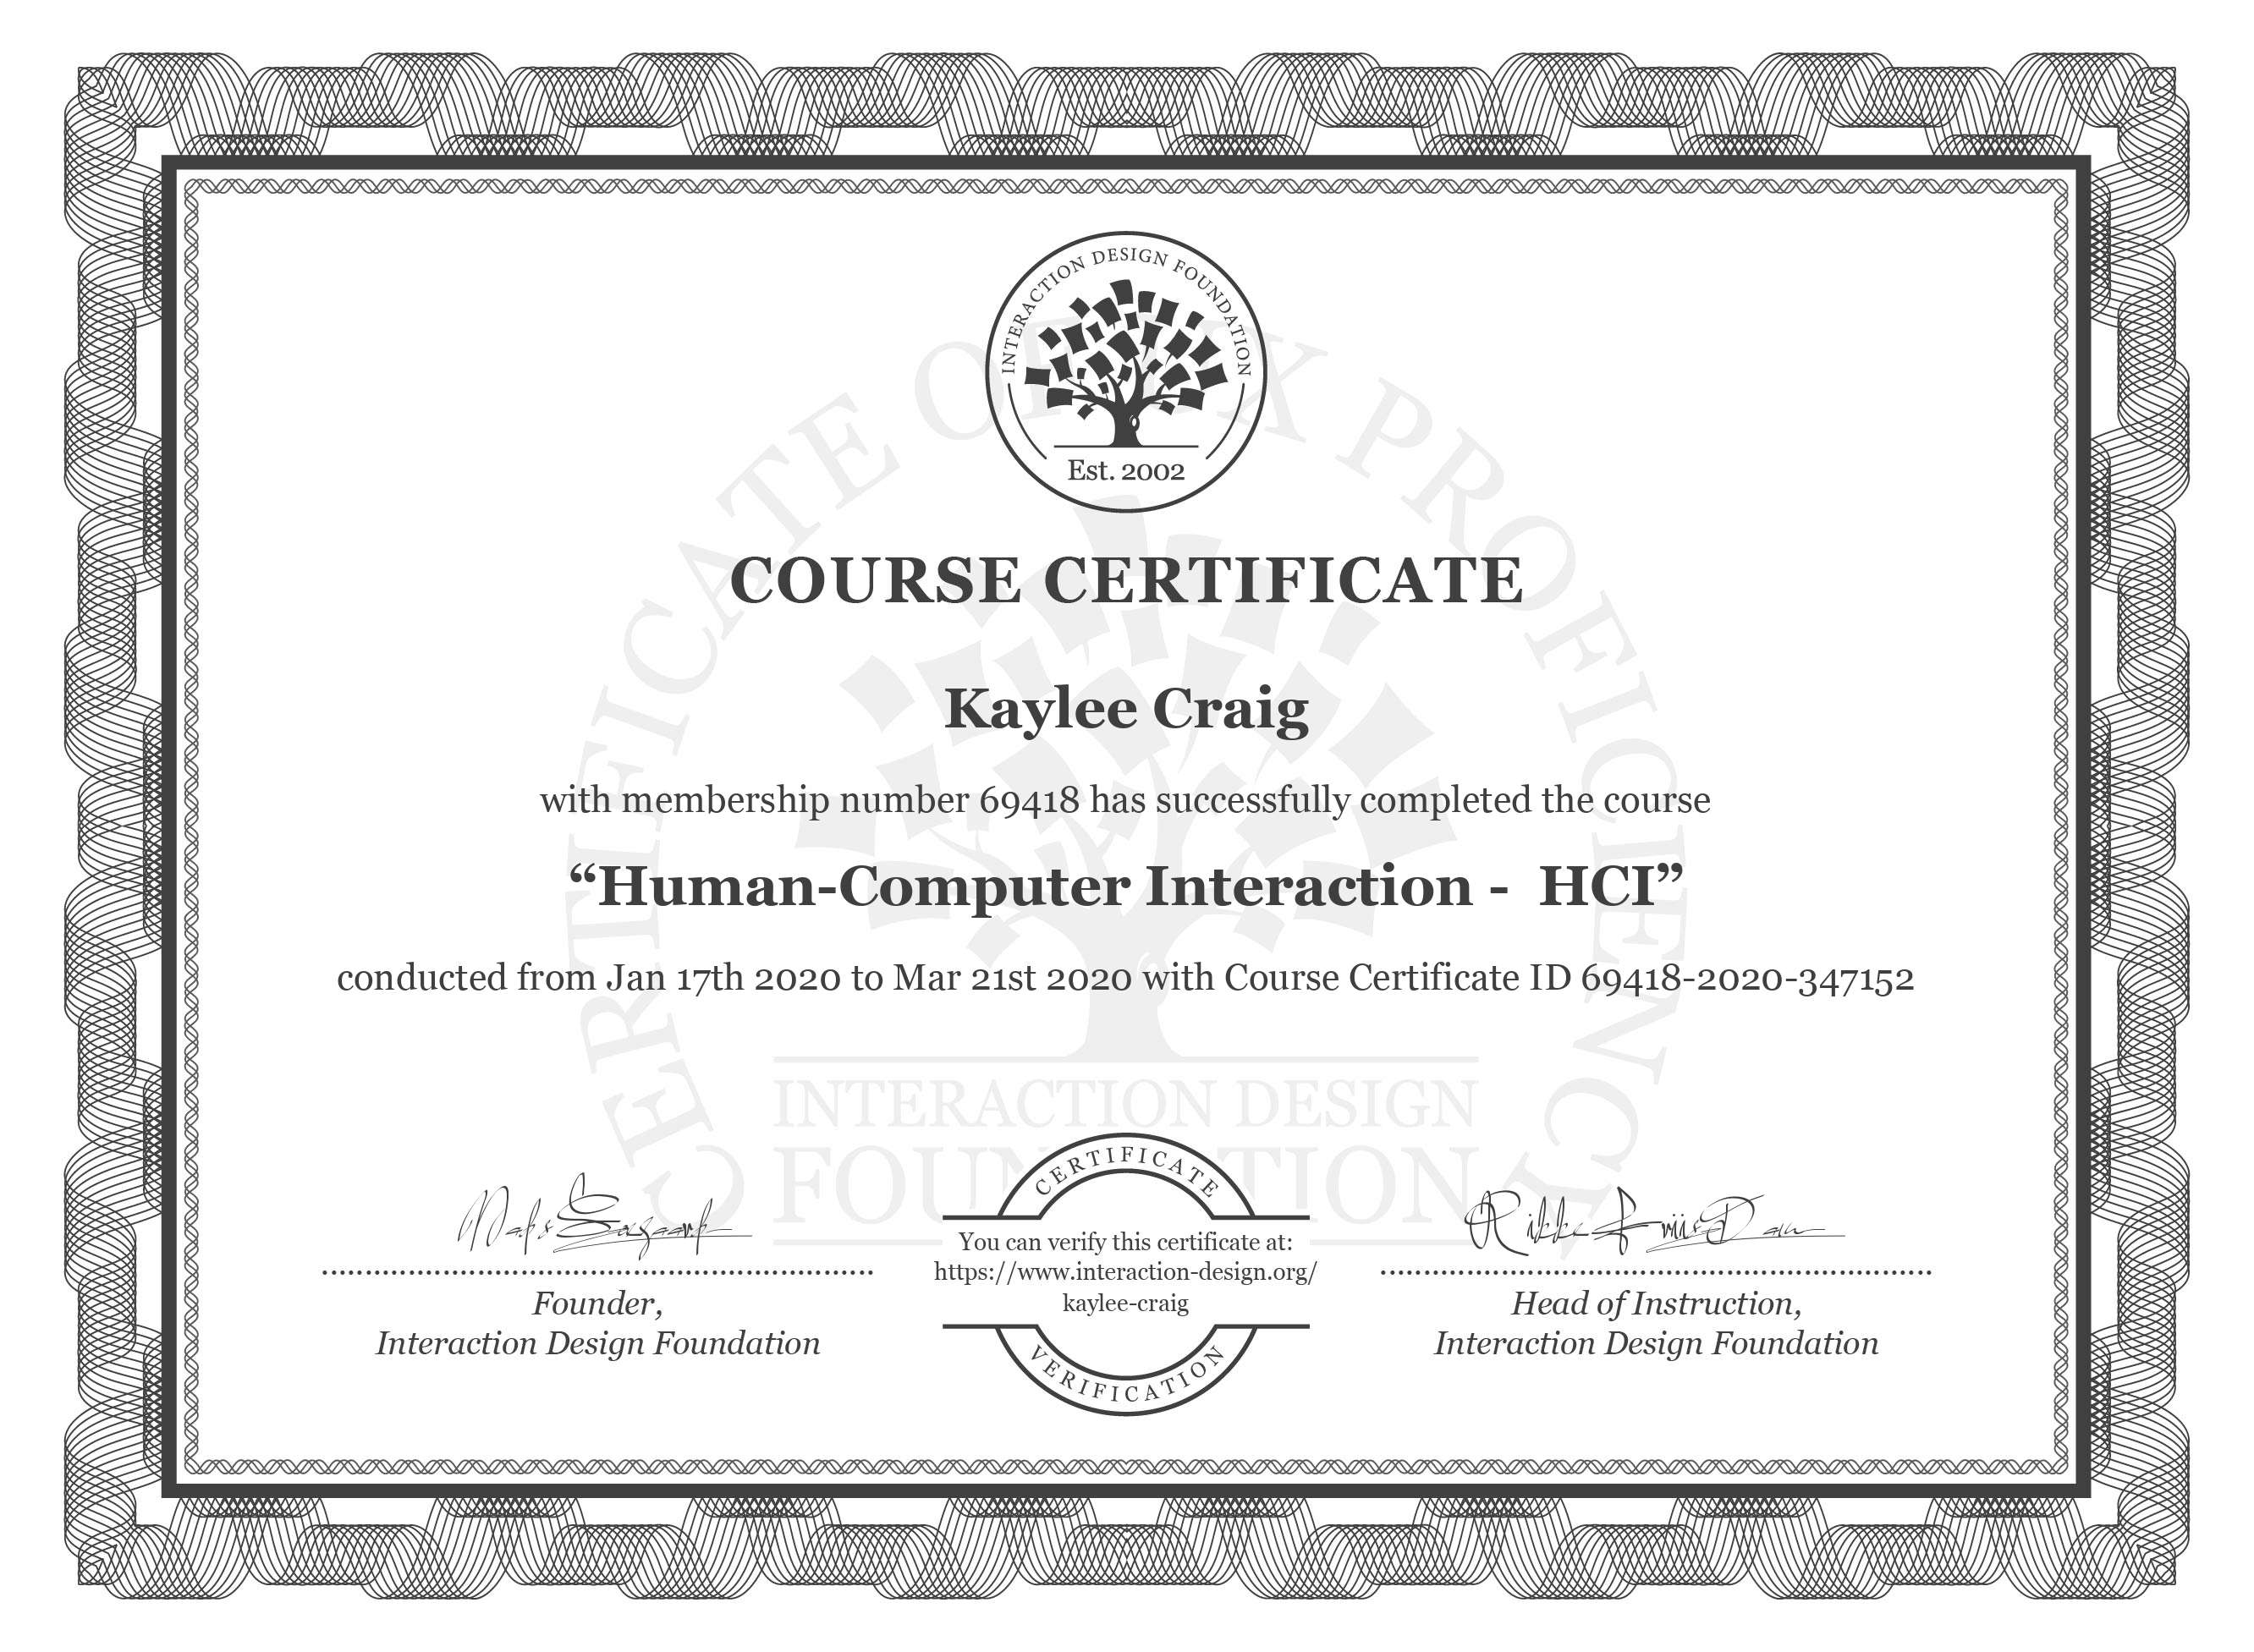 INTERACTION DESIGN FOUNDATION
Est. 2002
CERTIFICATE OF UX PROFICIENCY
COURSE CERTIFICATE
Kaylee Craig
with membership number 69418 has successfully completed the course
“Human-Computer Interaction -  HCI”
conducted from Jan 17th 2020 to Mar 21st 2020 with Course Certificate ID 69418-2020-347152
INTERACTION DESIGN
FOUNDATION
CERTIFICATE
You can verify this certificate at:
https://www.interaction-design.org/
kaylee-craig
VERIFICATION
Founder,
Interaction Design Foundation
Rikke Friis Dam
Head of Instruction,
Interaction Design Foundation